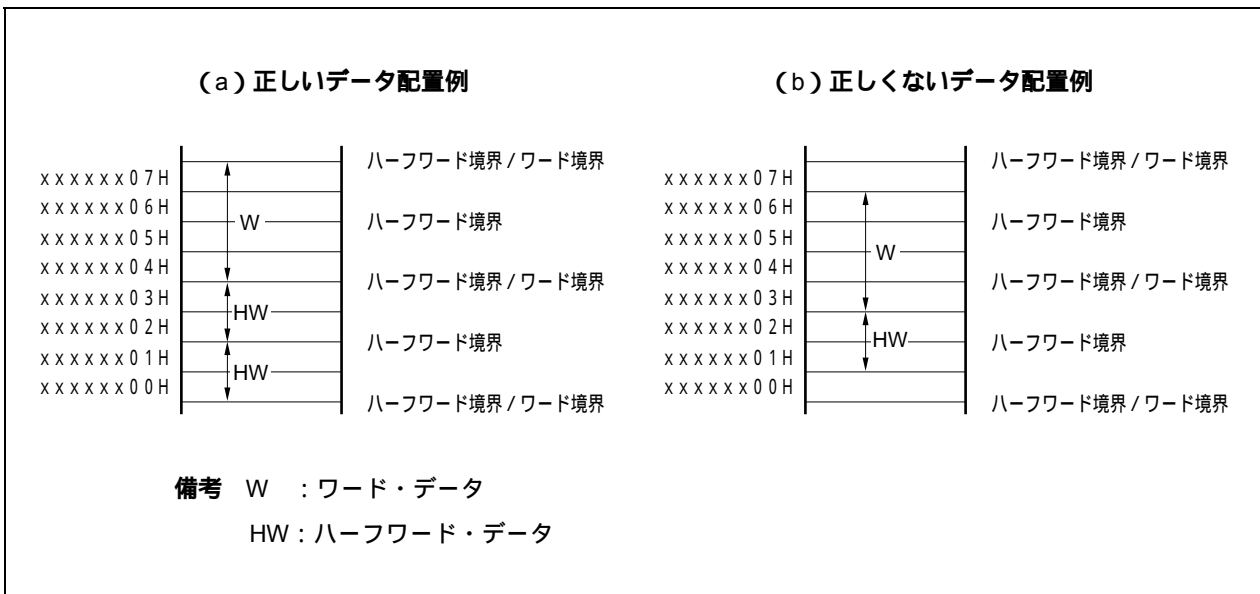 （a）正しいデータ配置例
ハーフワード境界／ワード境界
xxxxxx07H
xxxxxx06H
W
ハーフワード境界
xxxxxx05H
xxxxxx04H
ハーフワード境界／ワード境界
xxxxxx03H
HW
xxxxxx02H
ハーフワード境界
xxxxxx01H
HW
xxxxxx00H
ハーフワード境界／ワード境界
（b）正しくないデータ配置例
ハーフワード境界／ワード境界
xxxxxx07H
xxxxxx06H
ハーフワード境界
xxxxxx05H
W
xxxxxx04H
ハーフワード境界／ワード境界
xxxxxx03H
xxxxxx02H
HW
ハーフワード境界
xxxxxx01H
xxxxxx00H
ハーフワード境界／ワード境界
備考 W ：ワード・データ
HW：ハーフワード・データ